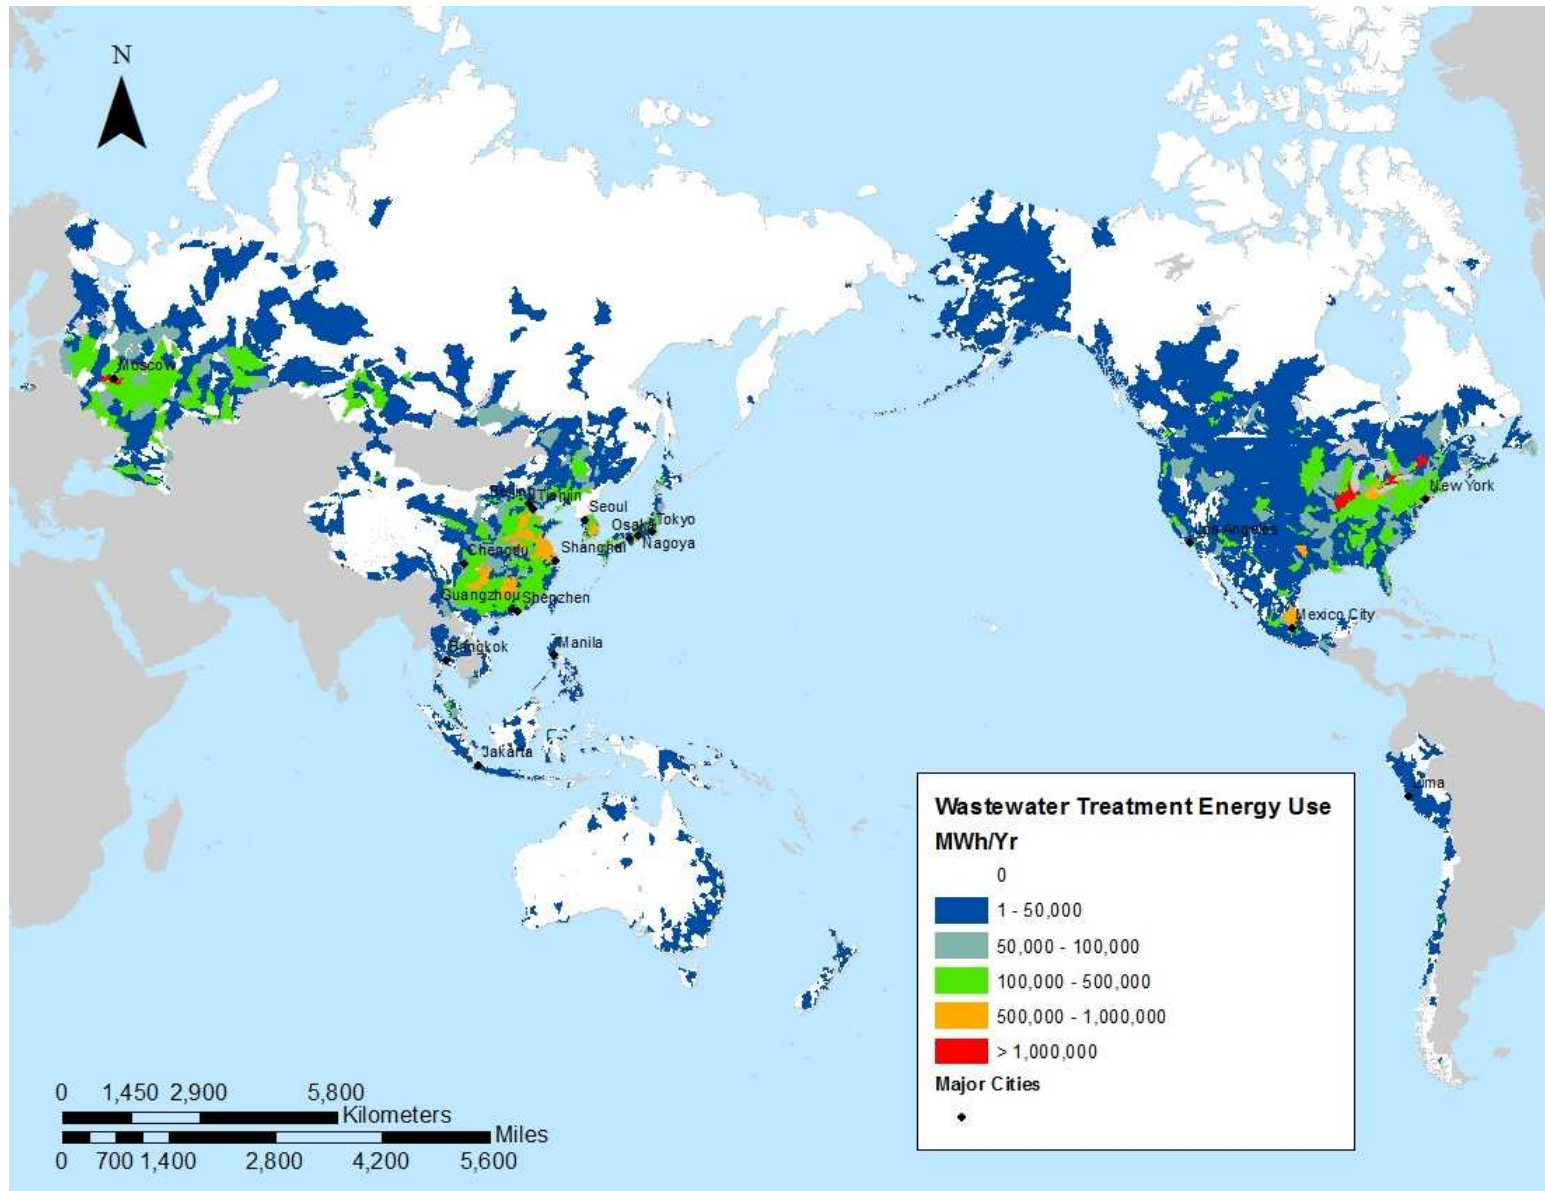 N
Moscow
Beijing
Tianjin
Seoul
Osaka
Tokyo
Nagoya
Chengdu
Shanghai
Guangzhou
Shenzhen
Bangkok
Manila
Jakarta
New York
Los Angeles
Mexico City
Lima
Wastewater Treatment Energy Use
MWh/Yr
0
1 - 50,000
50,000 - 100,000
100,000 - 500,000
500,000 - 1,000,000
> 1,000,000
Major Cities
0 1,450 2,900 5,800
Kilometers
Miles
0 700 1,400 2,800 4,200 5,600